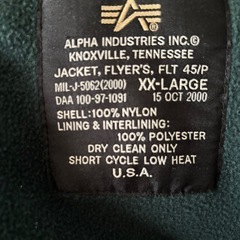 ALPHA INDUSTRIES INC.©
KNOXVILLE, TENNESSEE
JACKET, FLYER'S, FLT 45/P
MIL-J-5062(2000) XX-LARGE
DAA 100-97-1091 15 OCT 2000
SHELL: 100% NYLON
LINING & INTERLINING:
100% POLYESTER
DRY CLEAN ONLY
SHORT CYCLE LOW HEAT
U.S.A.